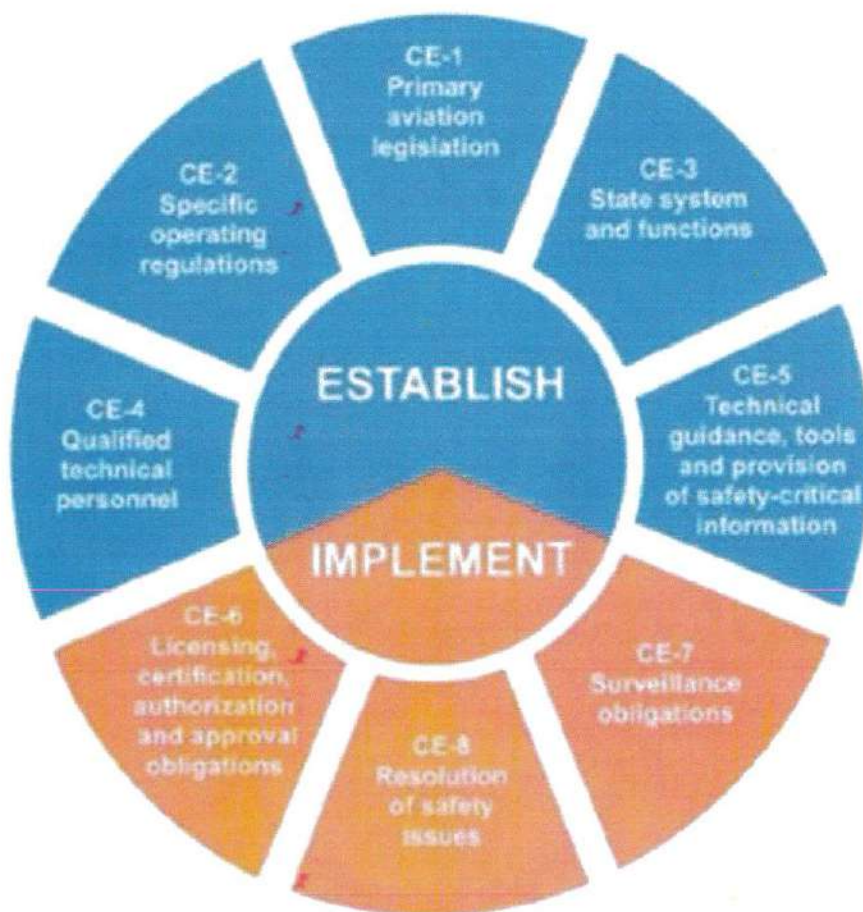 CE-1
Primary
aviation
legislation
CE-2
Specific
operating
regulations
CE-3
State system
and functions
CE-4
Qualified
technical
personnel
ESTABLISH
CE-5
Technical
guidance, tools
and provision
of safety-critical
information
IMPLEMENT
CE-6
Licensing,
certification,
authorization
and approval
obligations
CE-7
Surveillance
obligations
CE-8
Resolution
of safety
issues